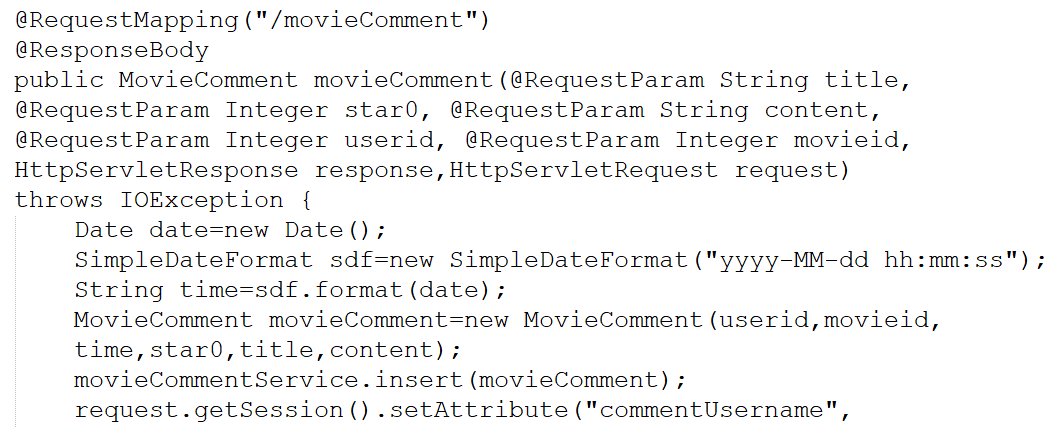 @RequestMapping("/movieComment")
@ResponseBody
public MovieComment movieComment(@RequestParam String title,
@RequestParam Integer star0, @RequestParam String content,
@RequestParam Integer userid, @RequestParam Integer movieid,
HttpServletResponse response,HttpServletRequest request)
throws IOException {
    Date date=new Date();
    SimpleDateFormat sdf=new SimpleDateFormat("yyyy-MM-dd hh:mm:ss");
    String time=sdf.format(date);
    MovieComment movieComment=new MovieComment(userid,movieid,
    time,star0,title,content);
    movieCommentService.insert(movieComment);
    request.getSession().setAttribute("commentUsername",